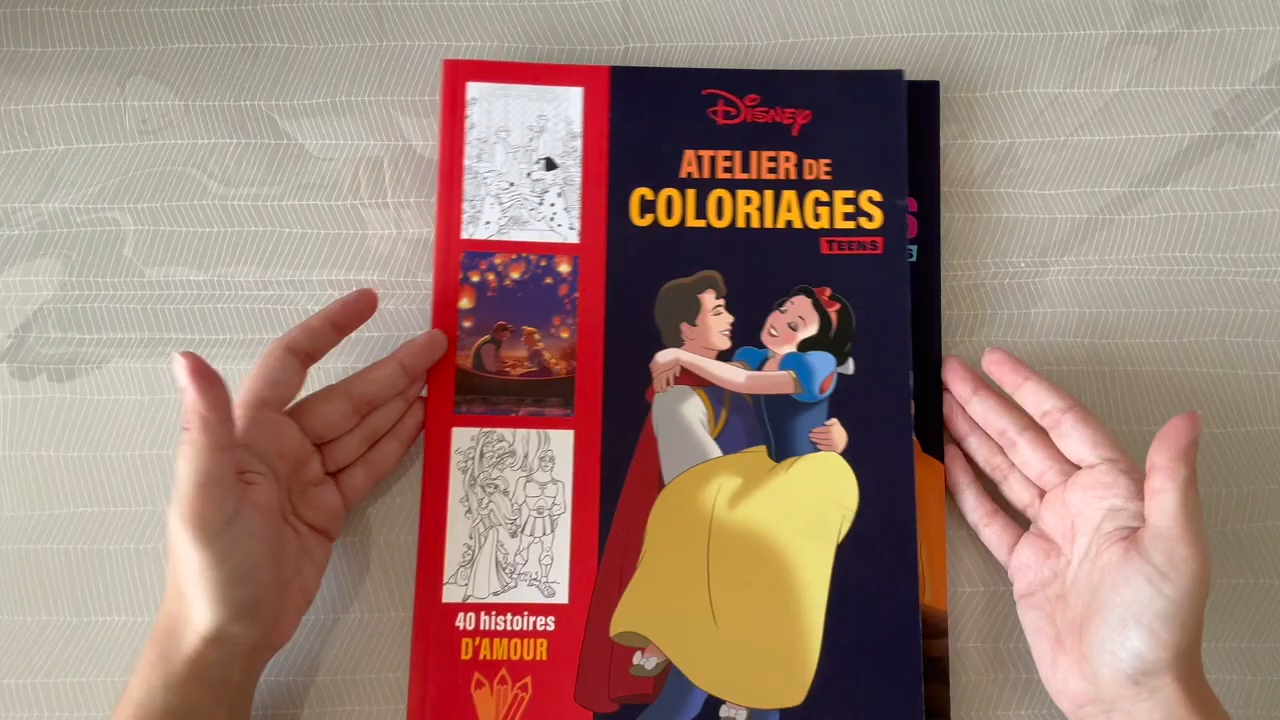 Disney
ATELIER DE
COLORIAGES
TEENS
40 histoires
D'AMOUR
S
S